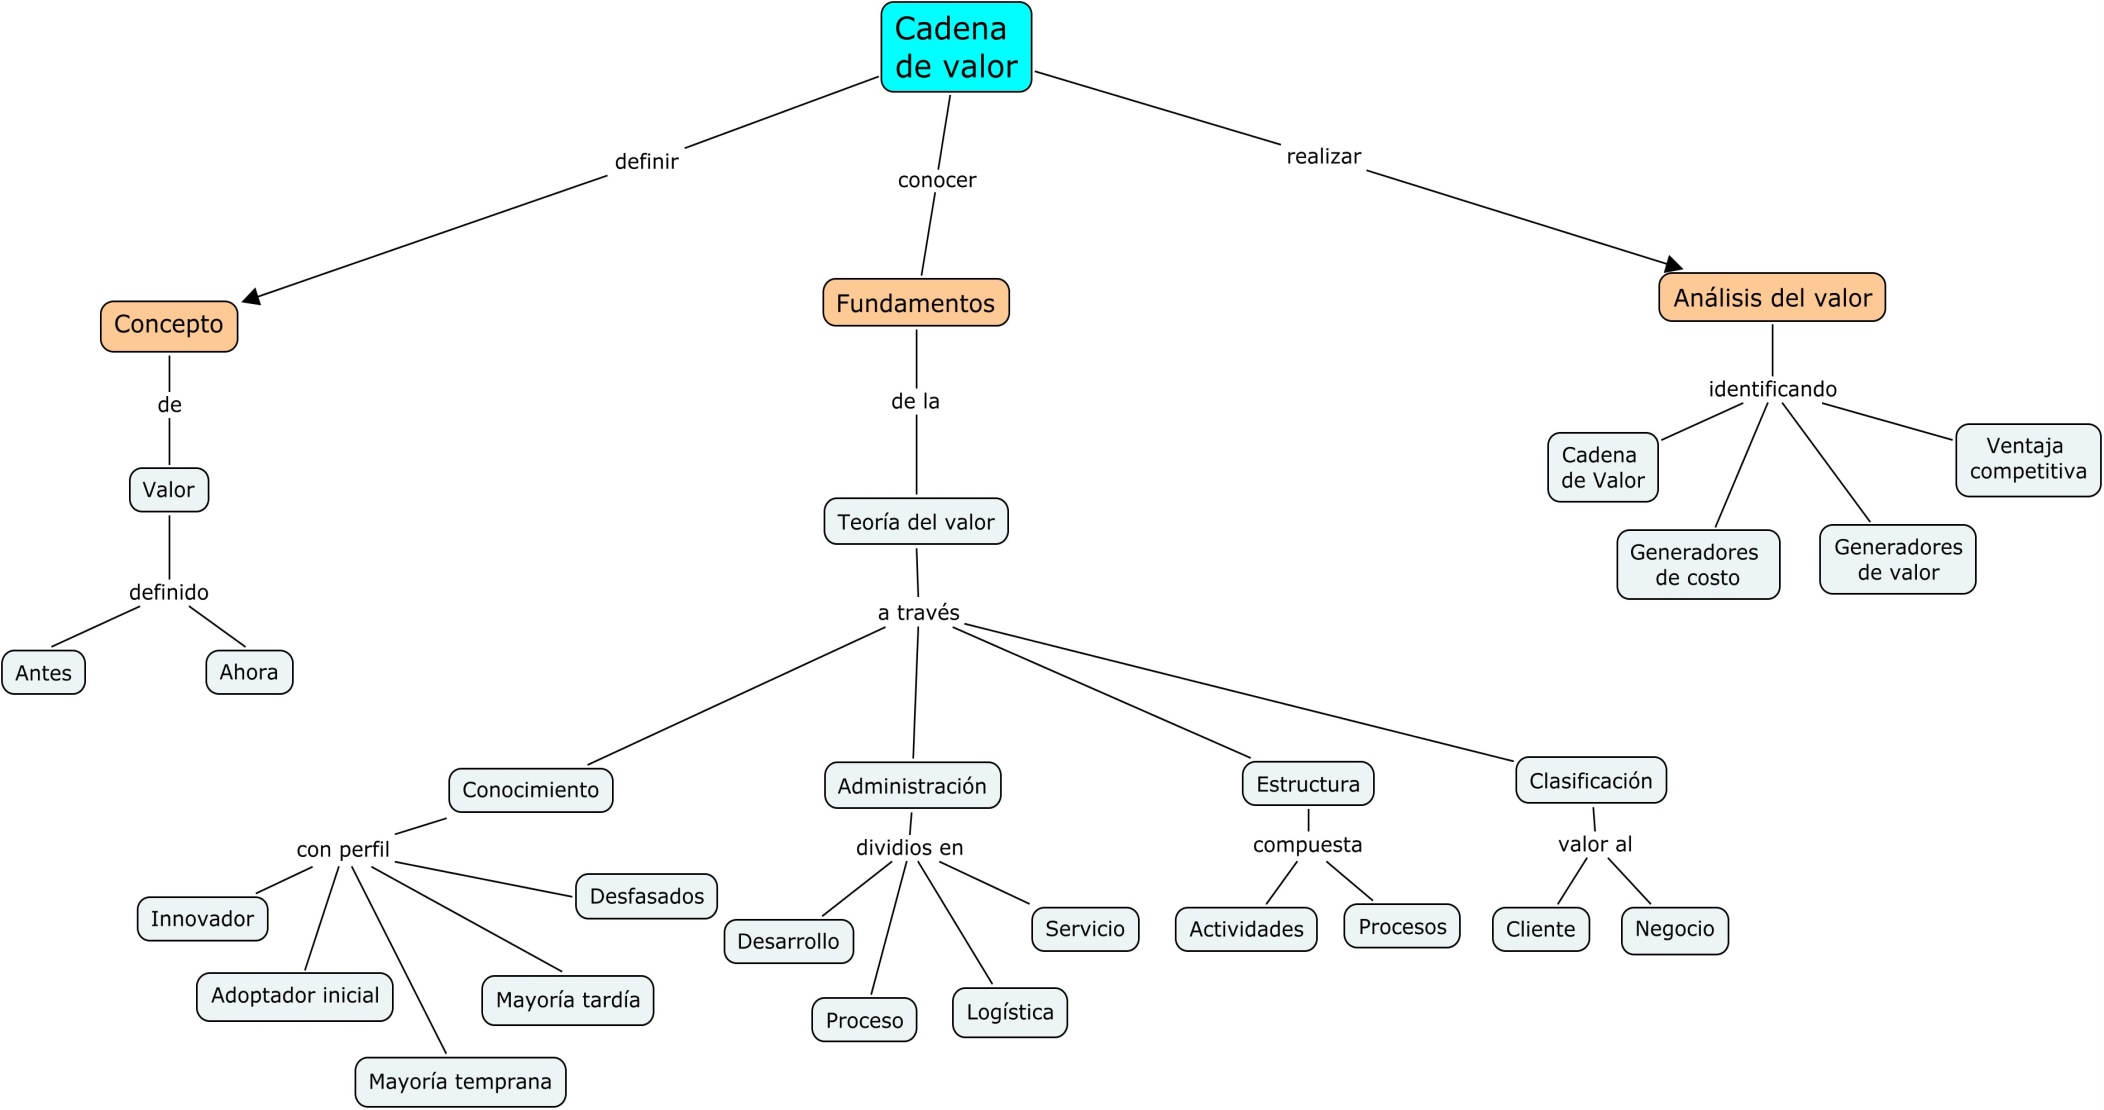 Cadena
de valor
definir
conocer
realizar
Concepto
Fundamentos
Análisis del valor
de
de la
identificando
Valor
Teoría del valor
Cadena
de Valor
Ventaja
competitiva
Generadores
de costo
Generadores
de valor
definido
a través
Antes
Ahora
Conocimiento
Administración
Estructura
Clasificación
con perfil
dividios en
compuesta
valor al
Innovador
Adoptador inicial
Mayoría temprana
Mayoría tardía
Desfasados
Desarrollo
Proceso
Logística
Servicio
Actividades
Procesos
Cliente
Negocio